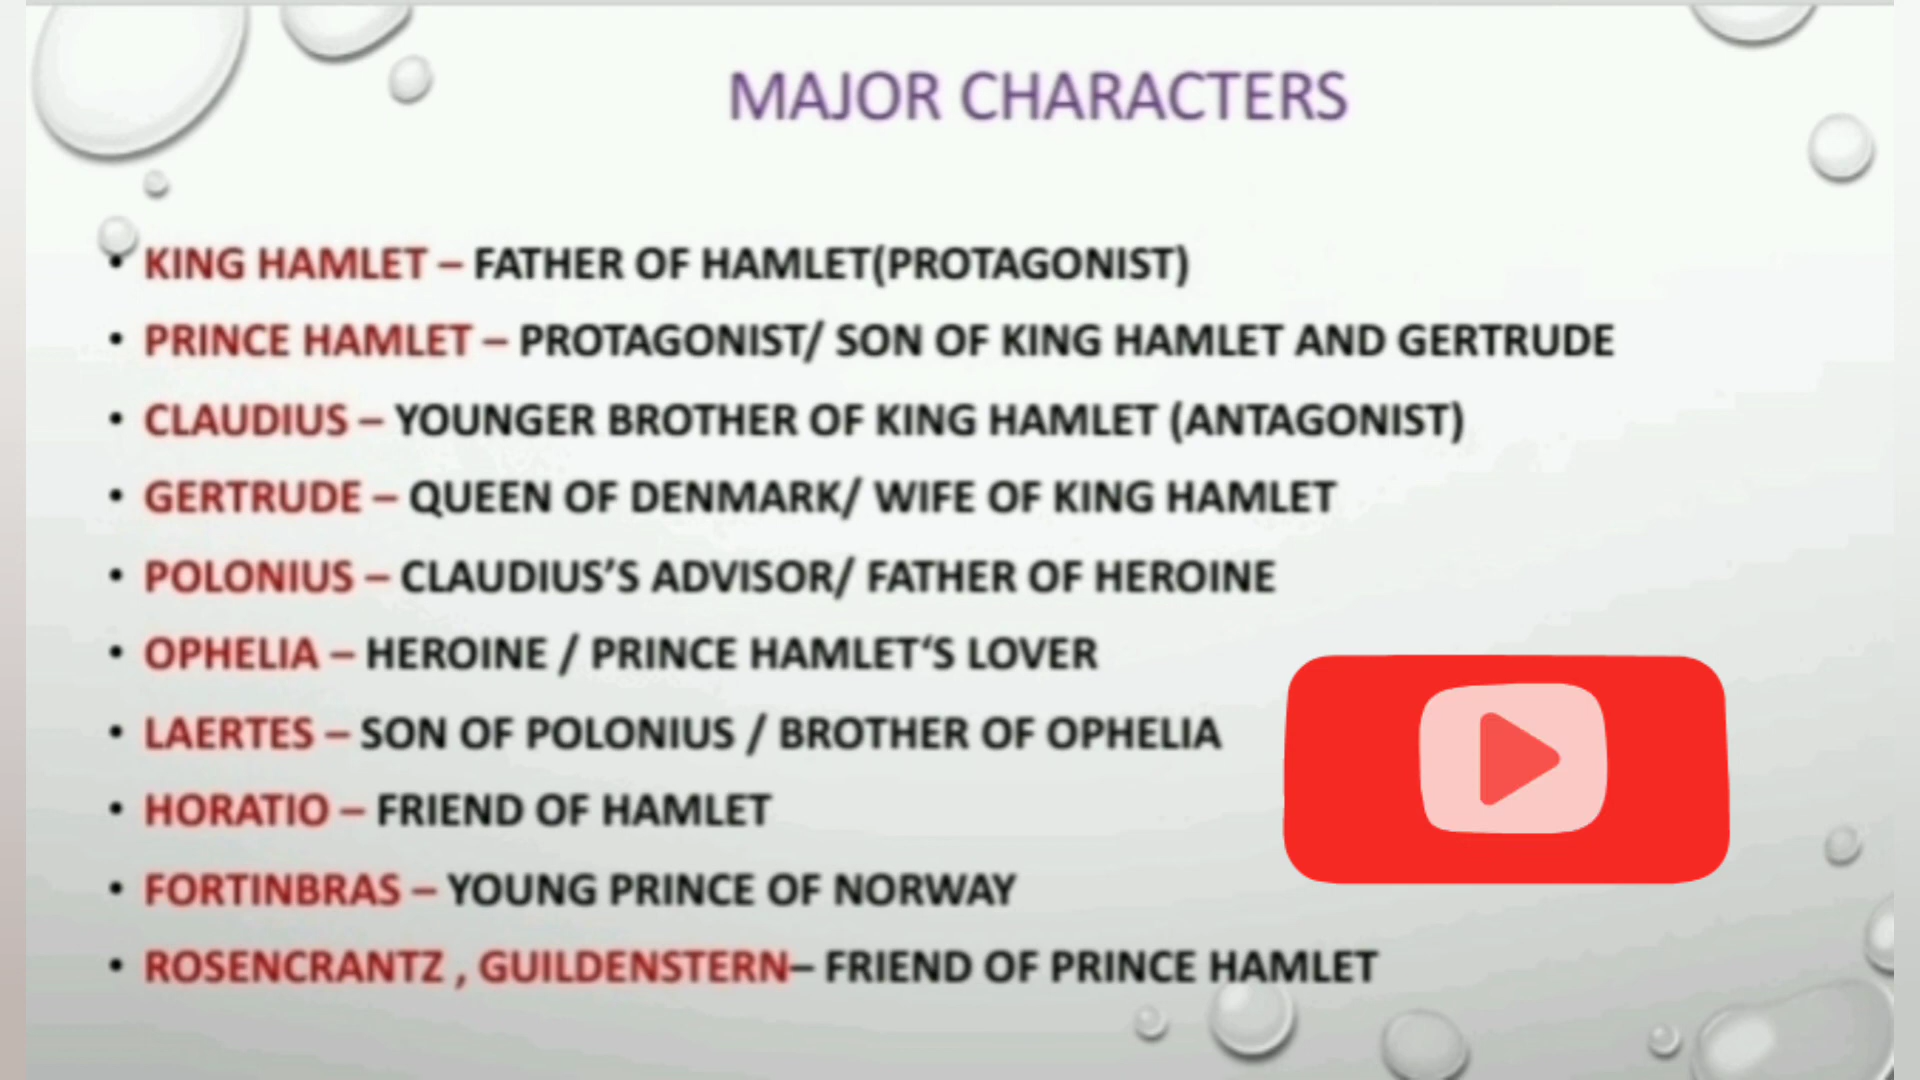 MAJOR CHARACTERS
• KING HAMLET – FATHER OF HAMLET(PROTAGONIST)
• PRINCE HAMLET – PROTAGONIST/ SON OF KING HAMLET AND GERTRUDE
• CLAUDIUS – YOUNGER BROTHER OF KING HAMLET (ANTAGONIST)
• GERTRUDE – QUEEN OF DENMARK/ WIFE OF KING HAMLET
• POLONIUS – CLAUDIUS’S ADVISOR/ FATHER OF HEROINE
• OPHELIA – HEROINE / PRINCE HAMLET‘S LOVER
• LAERTES – SON OF POLONIUS / BROTHER OF OPHELIA
• HORATIO – FRIEND OF HAMLET
• FORTINBRAS – YOUNG PRINCE OF NORWAY
• ROSENCRANTZ , GUILDENSTERN– FRIEND OF PRINCE HAMLET